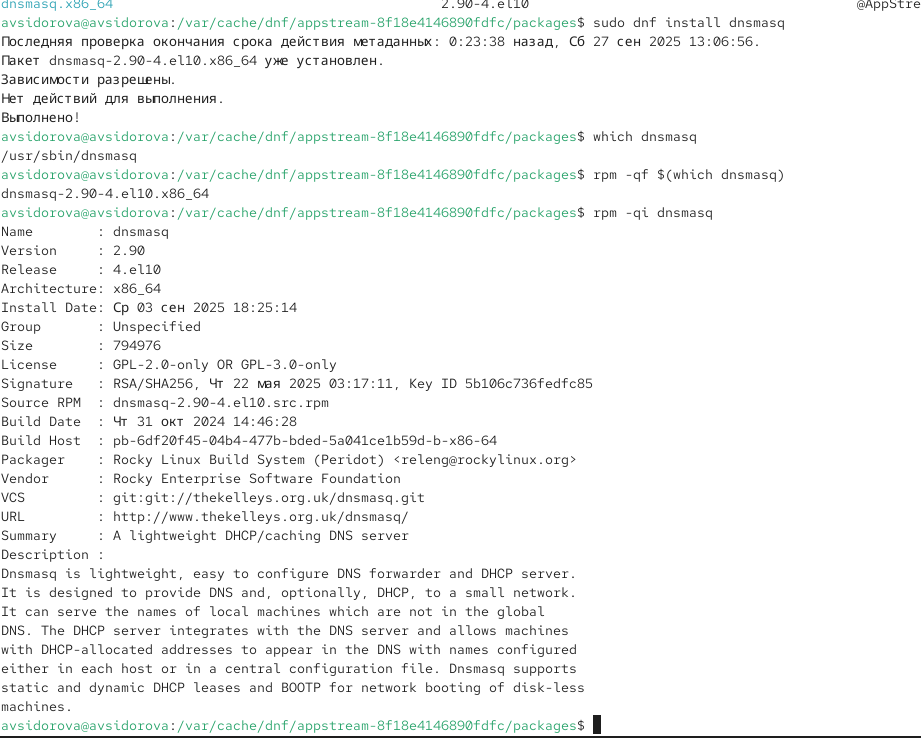 dnsmasq.x86_64                                         2.90-4.el10                                         @AppStre
avsidorova@avsidorova:/var/cache/dnf/appstream-8f18e4146890fdfc/packages$ sudo dnf install dnsmasq
Последняя проверка окончания срока действия метаданных: 0:23:38 назад, Сб 27 сен 2025 13:06:56.
Пакет dnsmasq-2.90-4.el10.x86_64 уже установлен.
Зависимости разрешены.
Нет действий для выполнения.
Выполнено!
avsidorova@avsidorova:/var/cache/dnf/appstream-8f18e4146890fdfc/packages$ which dnsmasq
/usr/sbin/dnsmasq
avsidorova@avsidorova:/var/cache/dnf/appstream-8f18e4146890fdfc/packages$ rpm -qf $(which dnsmasq)
dnsmasq-2.90-4.el10.x86_64
avsidorova@avsidorova:/var/cache/dnf/appstream-8f18e4146890fdfc/packages$ rpm -qi dnsmasq
Name        : dnsmasq
Version     : 2.90
Release     : 4.el10
Architecture: x86_64
Install Date: Ср 03 сен 2025 18:25:14
Group       : Unspecified
Size        : 794976
License     : GPL-2.0-only OR GPL-3.0-only
Signature   : RSA/SHA256, Чт 22 мая 2025 03:17:11, Key ID 5b106c736fedfc85
Source RPM  : dnsmasq-2.90-4.el10.src.rpm
Build Date  : Чт 31 окт 2024 14:46:28
Build Host  : pb-6df20f45-04b4-477b-bded-5a041ce1b59d-b-x86-64
Packager    : Rocky Linux Build System (Peridot) <releng@rockylinux.org>
Vendor      : Rocky Enterprise Software Foundation
VCS         : git:git://thekelleys.org.uk/dnsmasq.git
URL         : http://www.thekelleys.org.uk/dnsmasq/
Summary     : A lightweight DHCP/caching DNS server
Description :
Dnsmasq is lightweight, easy to configure DNS forwarder and DHCP server.
It is designed to provide DNS and, optionally, DHCP, to a small network.
It can serve the names of local machines which are not in the global
DNS. The DHCP server integrates with the DNS server and allows machines
with DHCP-allocated addresses to appear in the DNS with names configured
either in each host or in a central configuration file. Dnsmasq supports
static and dynamic DHCP leases and BOOTP for network booting of disk-less
machines.
avsidorova@avsidorova:/var/cache/dnf/appstream-8f18e4146890fdfc/packages$